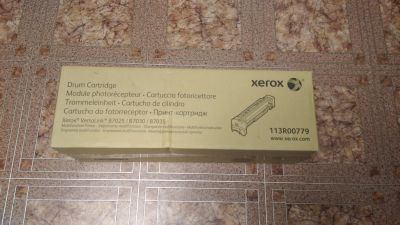 Drum Cartridge
Module photorécepteur • Cartuccia fotoricettore
Trommeleinheit • Cartucho de cilindro
Cartucho do fotorreceptor • Принт-картридж
Xerox® VersaLink® B7025 / B7030 / B7035
xerox
113R00779
www.xerox.com